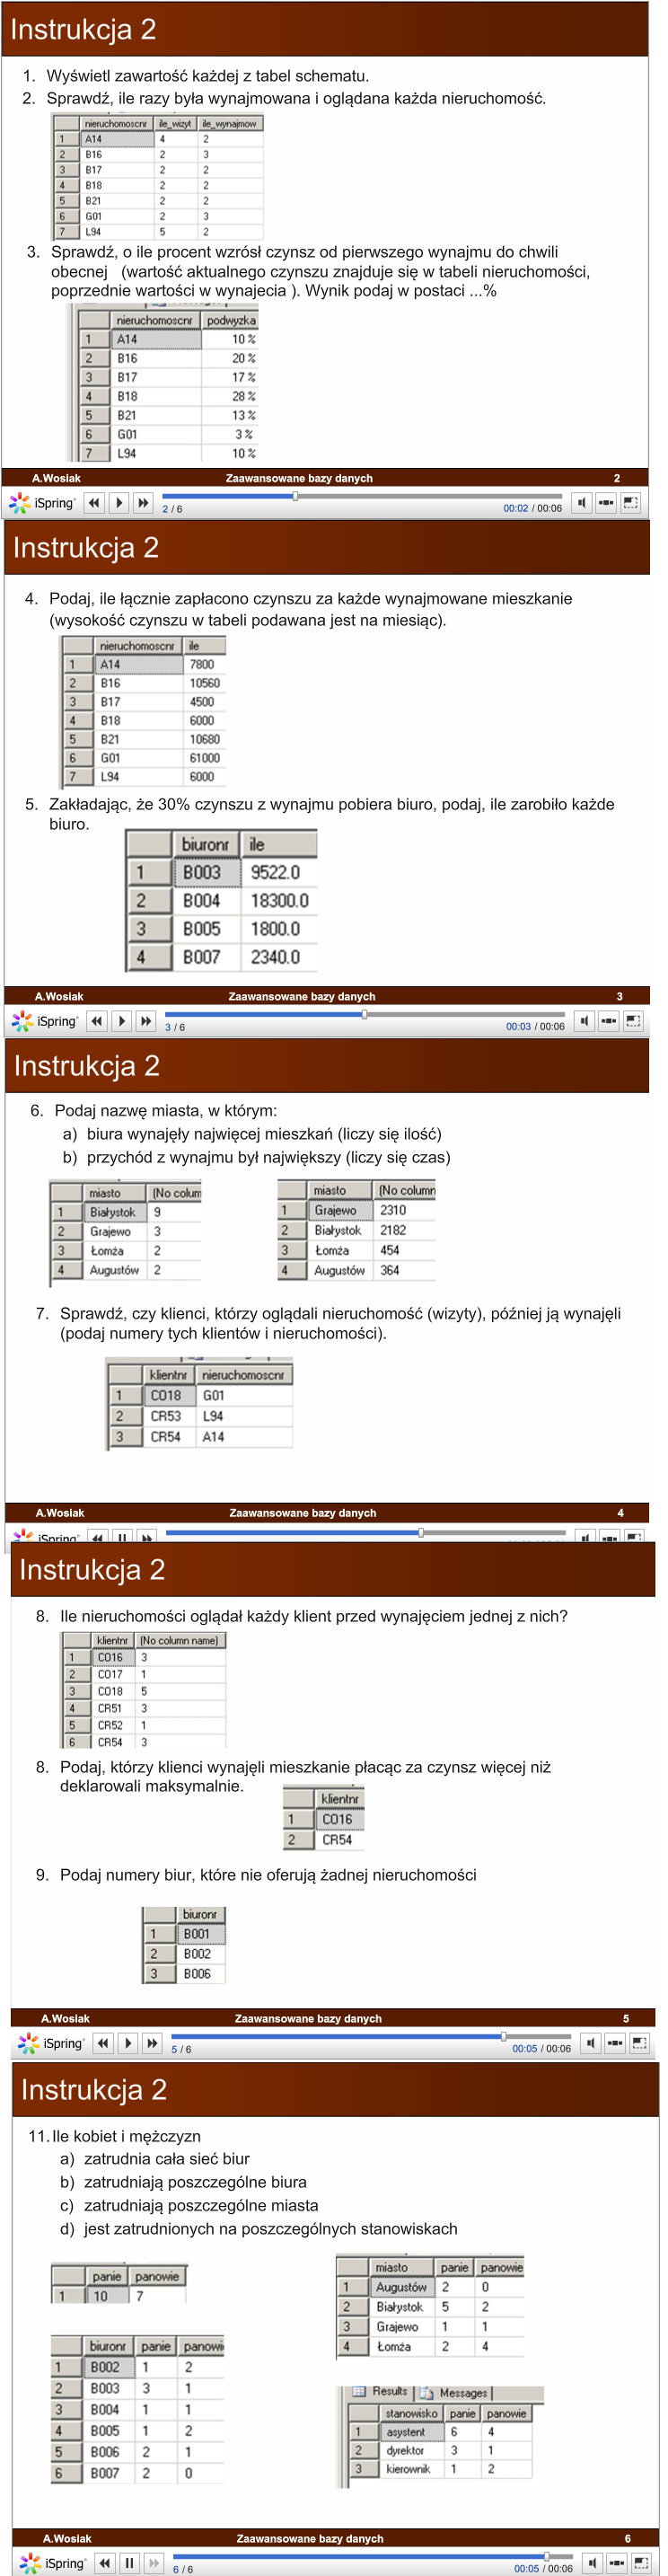 Instrukcja 2
1. Wyświetl zawartość każdej z tabel schematu.
2. Sprawdź, ile razy była wynajmowana i oglądana każda nieruchomość.
nieruchomoscnr ile_wizyt ile_wynajmow
1 A14 4 2
2 B16 2 3
3 B17 2 2
4 B18 2 2
5 B21 2 2
6 G01 2 3
7 L94 5 2
3. Sprawdź, o ile procent wzrósł czynsz od pierwszego wynajmu do chwili
obecnej (wartość aktualnego czynszu znajduje się w tabeli nieruchomości,
poprzednie wartości w wynajecia ). Wynik podaj w postaci ...%
nieruchomoscnr podwyzka
1 A14 10 %
2 B16 20 %
3 B17 17 %
4 B18 28 %
5 B21 13 %
6 G01 3 %
7 L94 10 %
A.Wosiak Zaawansowane bazy danych 2
iSpring 2 / 6 00:02 / 00:06
Instrukcja 2
4. Podaj, ile łącznie zapłacono czynszu za każde wynajmowane mieszkanie
(wysokość czynszu w tabeli podawana jest na miesiąc).
nieruchomoscnr ile
1 A14 7800
2 B16 10560
3 B17 4500
4 B18 6000
5 B21 10680
6 G01 61000
7 L94 6000
5. Zakładając, że 30% czynszu z wynajmu pobiera biuro, podaj, ile zarobiło każde
biuro.
biuronr ile
1 B003 9522.0
2 B004 18300.0
3 B005 1800.0
4 B007 2340.0
A.Wosiak Zaawansowane bazy danych 3
iSpring 3 / 6 00:03 / 00:06
Instrukcja 2
6. Podaj nazwę miasta, w którym:
a) biura wynajęły najwięcej mieszkań (liczy się ilość)
b) przychód z wynajmu był największy (liczy się czas)
miasto (No colum
1 Białystok 9
2 Grajewo 3
3 Łomża 2
4 Augustów 2
miasto (No column
1 Grajewo 2310
2 Białystok 2182
3 Łomża 454
4 Augustów 364
7. Sprawdź, czy klienci, którzy oglądali nieruchomość (wizyty), później ją wynajęli
(podaj numery tych klientów i nieruchomości).
klientnr nieruchomoscnr
1 CO18 G01
2 CR53 L94
3 CR54 A14
A.Wosiak Zaawansowane bazy danych 4
iSpring
Instrukcja 2
8. Ile nieruchomości oglądał każdy klient przed wynajęciem jednej z nich?
klientnr (No column name)
1 CO16 3
2 CO17 1
3 CO18 5
4 CR51 3
5 CR52 1
6 CR54 3
8. Podaj, którzy klienci wynajęli mieszkanie płacąc za czynsz więcej niż
deklarowali maksymalnie.
klientnr
1 CO16
2 CR54
9. Podaj numery biur, które nie oferują żadnej nieruchomości
biuronr
1 B001
2 B002
3 B006
A.Wosiak Zaawansowane bazy danych 5
iSpring 5 / 6 00:05 / 00:06
Instrukcja 2
11. Ile kobiet i mężczyzn
a) zatrudnia cała sieć biur
b) zatrudniają poszczególne biura
c) zatrudniają poszczególne miasta
d) jest zatrudnionych na poszczególnych stanowiskach
panie panowie
1 10 7
miasto panie panowie
1 Augustów 2 0
2 Białystok 5 2
3 Grajewo 1 1
4 Łomża 2 4
biuronr panie panowi
1 B002 1 2
2 B003 3 1
3 B004 1 1
4 B005 1 2
5 B006 2 1
6 B007 2 0
Results Messages
stanowisko panie panowie
1 asystent 6 4
2 dyrektor 3 1
3 kierownik 1 2
A.Wosiak Zaawansowane bazy danych 6
iSpring 6 / 6 00:05 / 00:06